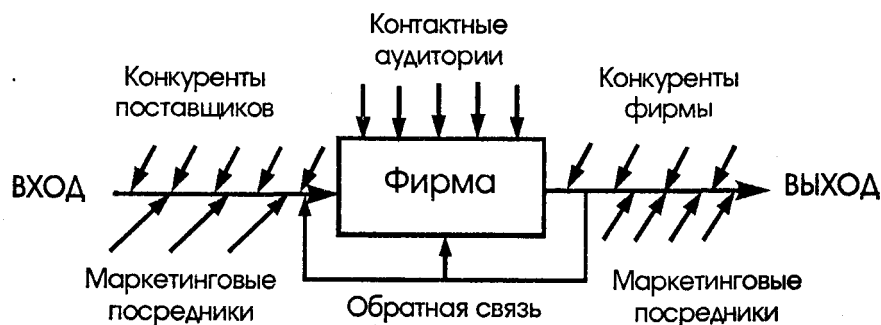 Контактные
аудитории
Конкуренты
поставщиков
Конкуренты
фирмы
ВХОД
Фирма
ВЫХОД
Маркетинговые
посредники
Обратная связь
Маркетинговые
посредники